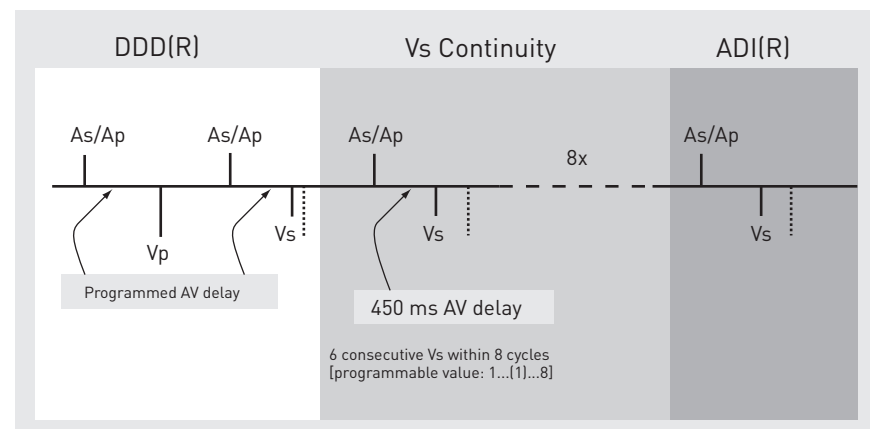 DDD(R)
Vs Continuity
ADI(R)
As/Ap
As/Ap
As/Ap
8x
As/Ap
Vp
Vs
Vs
Vs
Programmed AV delay
450 ms AV delay
6 consecutive Vs within 8 cycles
[programmable value: 1...(1)...8]